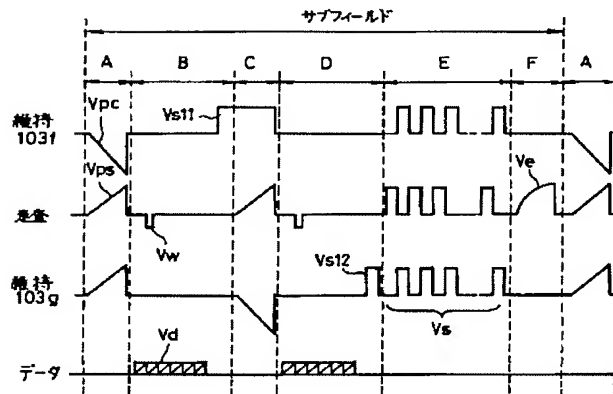 サブフィールド
A B C D E F A
維持
103f
Vpc
Vs11
Vps
走査
Vw
Ve
維持
103g
Vs12
Vs
データ
Vd